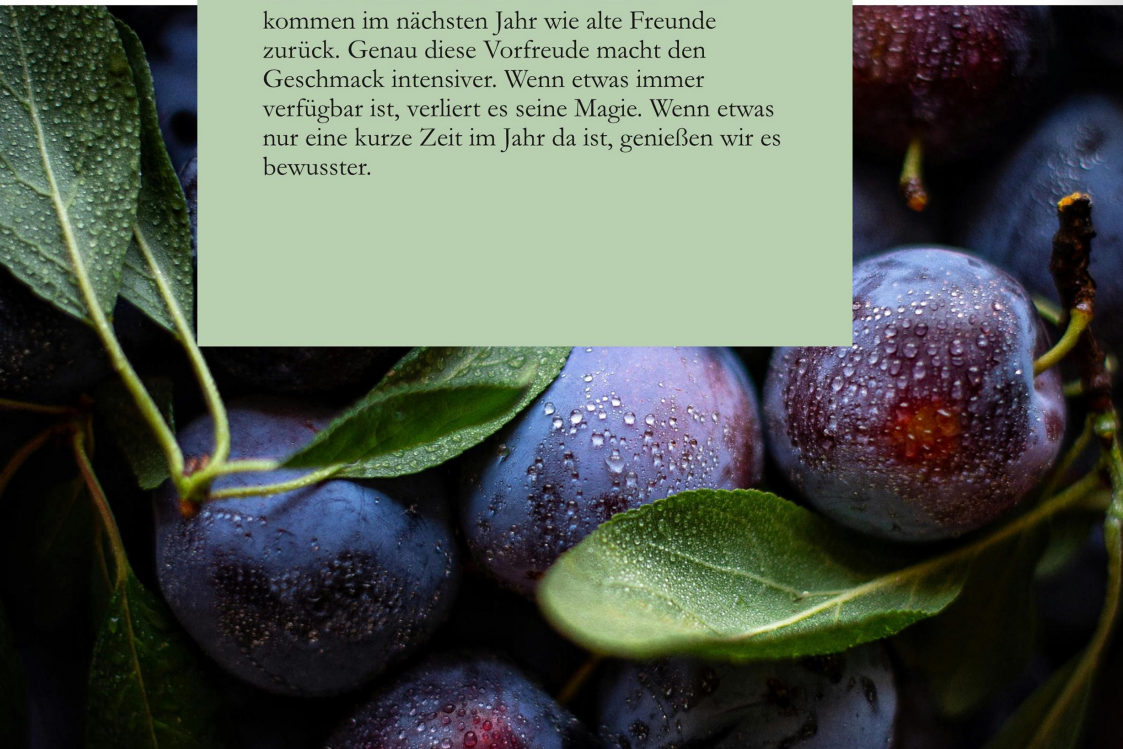 kommen im nächsten Jahr wie alte Freunde
zurück. Genau diese Vorfreude macht den
Geschmack intensiver. Wenn etwas immer
verfügbar ist, verliert es seine Magie. Wenn etwas
nur eine kurze Zeit im Jahr da ist, genießen wir es
bewusster.